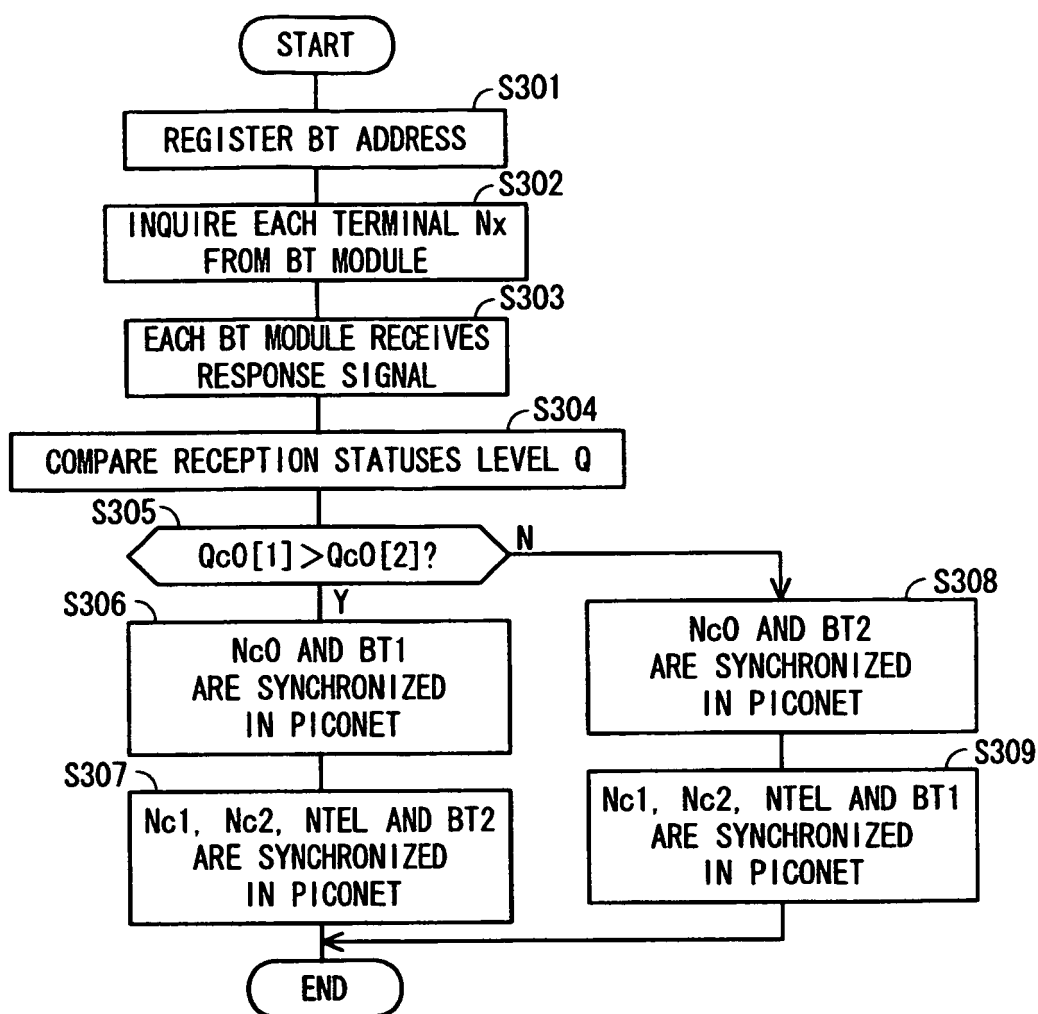 START
S301
REGISTER BT ADDRESS
S302
INQUIRE EACH TERMINAL Nx
FROM BT MODULE
S303
EACH BT MODULE RECEIVES
RESPONSE SIGNAL
S304
COMPARE RECEPTION STATUSES LEVEL Q
S305
Qc0[1]>Qc0[2]?
N
Y
S306
Nc0 AND BT1
ARE SYNCHRONIZED
IN PICONET
S307
Nc1, Nc2, NTEL AND BT2
ARE SYNCHRONIZED
IN PICONET
S308
Nc0 AND BT2
ARE SYNCHRONIZED
IN PICONET
S309
Nc1, Nc2, NTEL AND BT1
ARE SYNCHRONIZED
IN PICONET
END